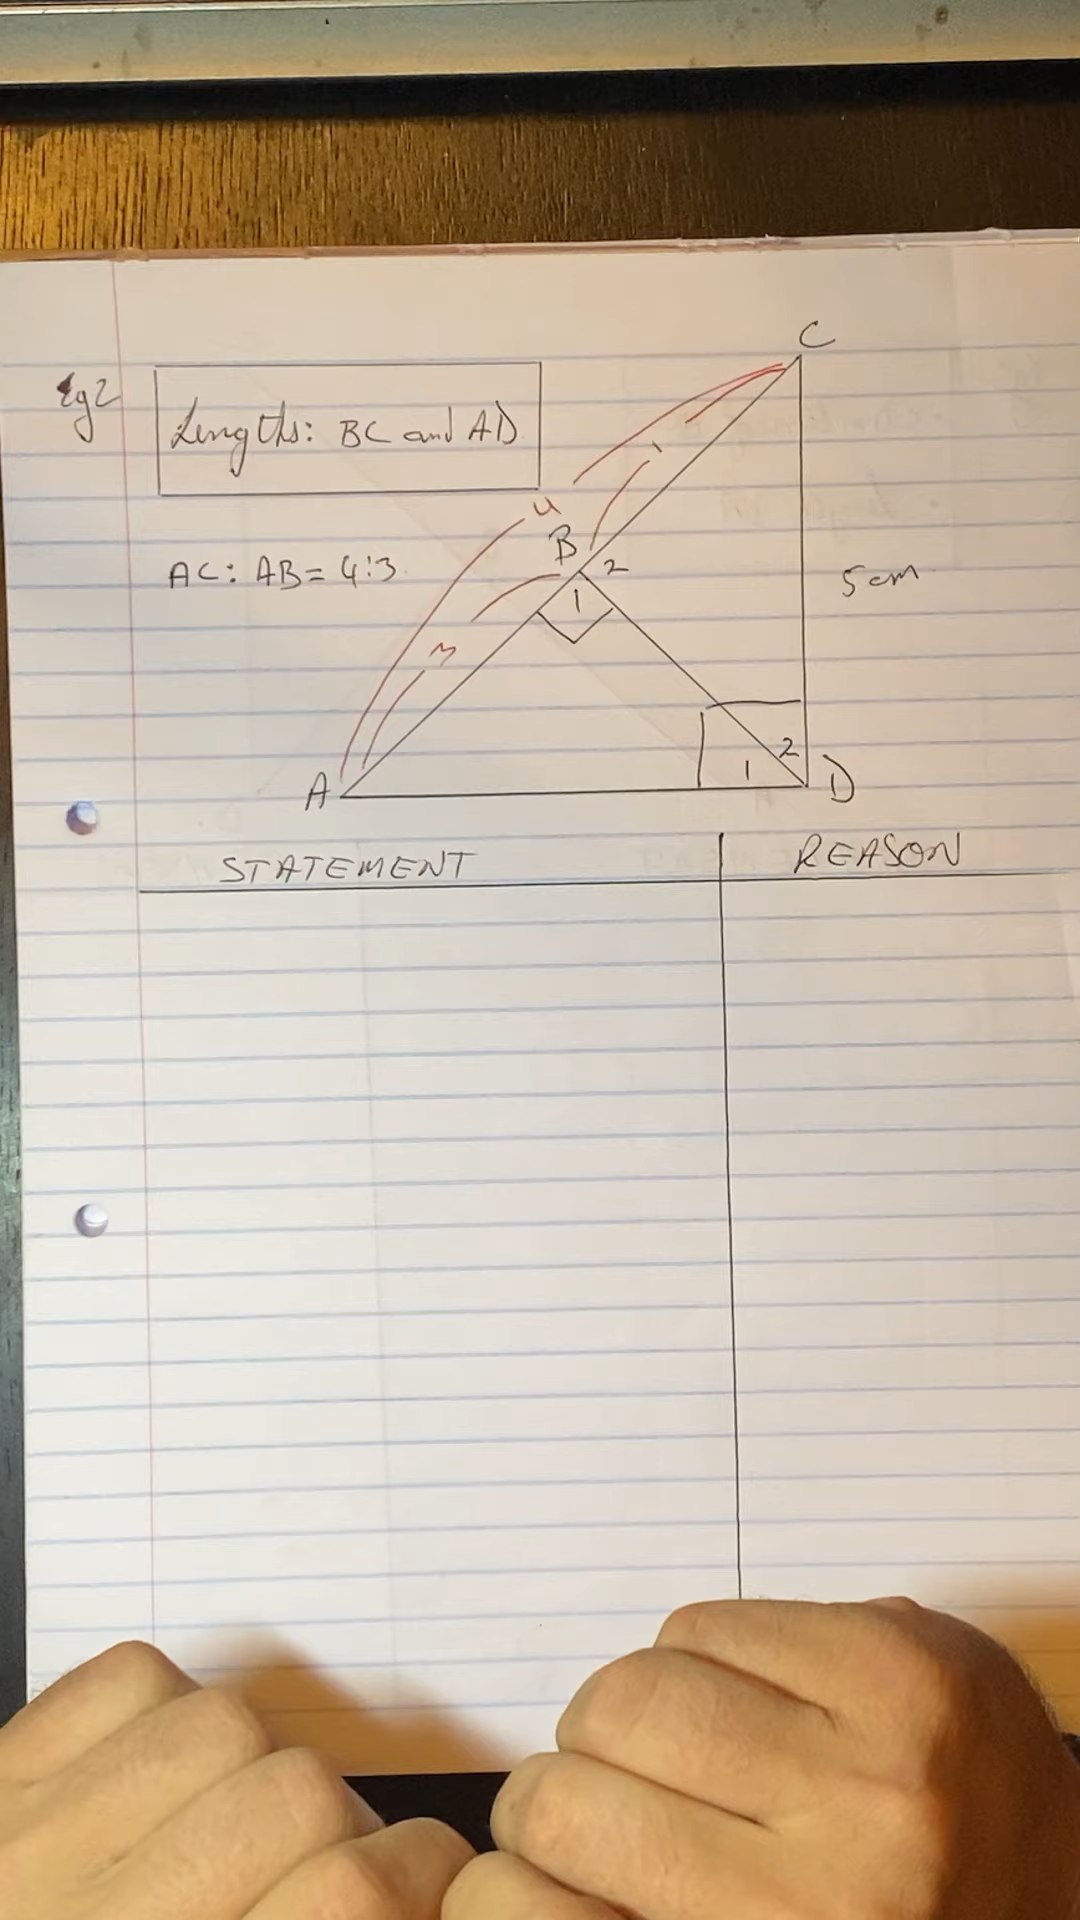 C
Eg2
Lengths: BC and AD
1
4
B
2
AC: AB = 4:3
5cm
1
3
2
A
1
D
STATEMENT
REASON